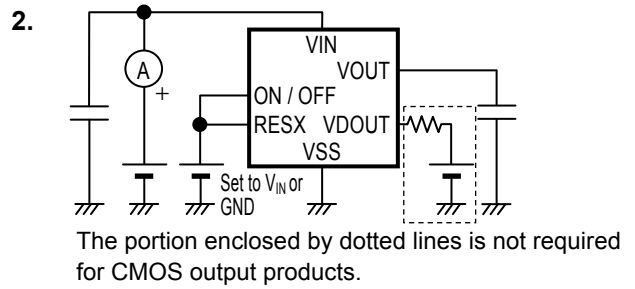 2.
VIN
A
VOUT
+
ON / OFF
RESX VDOUT
VSS
Set to VIN or
GND
The portion enclosed by dotted lines is not required
for CMOS output products.